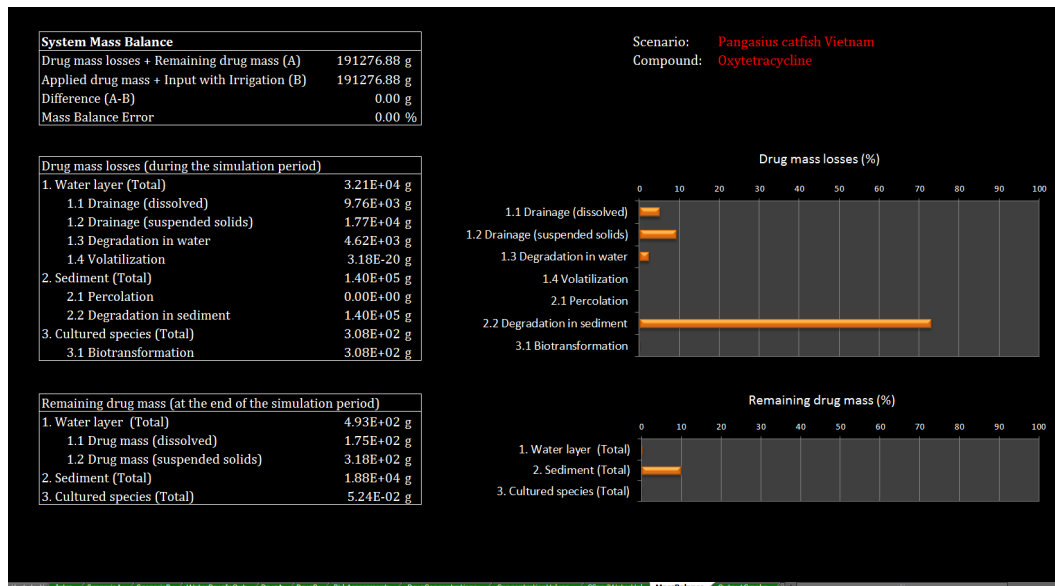 System Mass Balance
Drug mass losses + Remaining drug mass (A) 191276.88 g
Applied drug mass + Input with Irrigation (B) 191276.88 g
Difference (A-B) 0.00 g
Mass Balance Error 0.00 %
Scenario: Pangasius catfish Vietnam
Compound: Oxytetracycline
Drug mass losses (during the simulation period)
1. Water layer (Total) 3.21E+04 g
1.1 Drainage (dissolved) 9.76E+03 g
1.2 Drainage (suspended solids) 1.77E+04 g
1.3 Degradation in water 4.62E+03 g
1.4 Volatilization 3.18E-20 g
2. Sediment (Total) 1.40E+05 g
2.1 Percolation 0.00E+00 g
2.2 Degradation in sediment 1.40E+05 g
3. Cultured species (Total) 3.08E+02 g
3.1 Biotransformation 3.08E+02 g
Drug mass losses (%)
0 10 20 30 40 50 60 70 80 90 100
1.1 Drainage (dissolved)
1.2 Drainage (suspended solids)
1.3 Degradation in water
1.4 Volatilization
2.1 Percolation
2.2 Degradation in sediment
3.1 Biotransformation
Remaining drug mass (at the end of the simulation period)
1. Water layer (Total) 4.93E+02 g
1.1 Drug mass (dissolved) 1.75E+02 g
1.2 Drug mass (suspended solids) 3.18E+02 g
2. Sediment (Total) 1.88E+04 g
3. Cultured species (Total) 5.24E-02 g
Remaining drug mass (%)
0 10 20 30 40 50 60 70 80 90 100
1. Water layer (Total)
2. Sediment (Total)
3. Cultured species (Total)